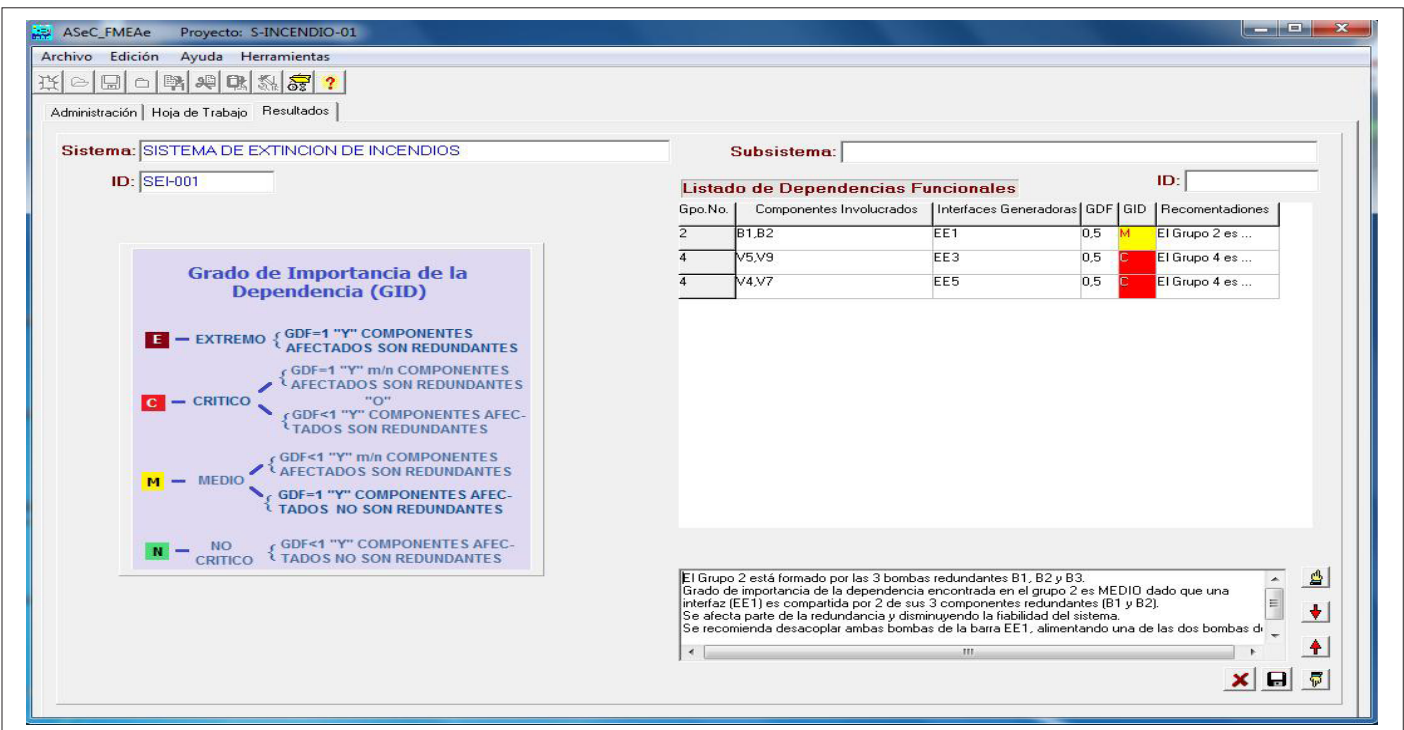 ASeC_FMEAe Proyecto: S-INCENDIO-01
Archivo Edición Ayuda Herramientas
Administración Hoja de Trabajo Resultados
Sistema: SISTEMA DE EXTINCION DE INCENDIOS
ID: SEI-001
Subsistema:
ID:
Listado de Dependencias Funcionales
Gpo.No. Componentes Involucrados Interfaces Generadoras GDF GID Recomentadiones
2 B1,B2 EE1 0,5 M El Grupo 2 es ...
4 V5,V9 EE3 0,5 C El Grupo 4 es ...
4 V4,V7 EE5 0,5 C El Grupo 4 es ...
Grado de Importancia de la
Dependencia (GID)
E — EXTREMO { GDF=1 "Y" COMPONENTES
AFECTADOS SON REDUNDANTES
GDF=1 "Y" m/n COMPONENTES
AFECTADOS SON REDUNDANTES
C — CRITICO "O"
GDF<1 "Y" COMPONENTES AFEC-
TADOS SON REDUNDANTES
GDF<1 "Y" m/n COMPONENTES
AFECTADOS SON REDUNDANTES
M — MEDIO
GDF=1 "Y" COMPONENTES AFEC-
TADOS NO SON REDUNDANTES
N — NO CRITICO { GDF<1 "Y" COMPONENTES AFEC-
TADOS NO SON REDUNDANTES
El Grupo 2 está formado por las 3 bombas redundantes B1, B2 y B3.
Grado de importancia de la dependencia encontrada en el grupo 2 es MEDIO dado que una
interfaz (EE1) es compartida por 2 de sus 3 componentes redundantes (B1 y B2).
Se afecta parte de la redundancia y disminuyendo la fiabilidad del sistema.
Se recomienda desacoplar ambas bombas de la barra EE1, alimentando una de las dos bombas